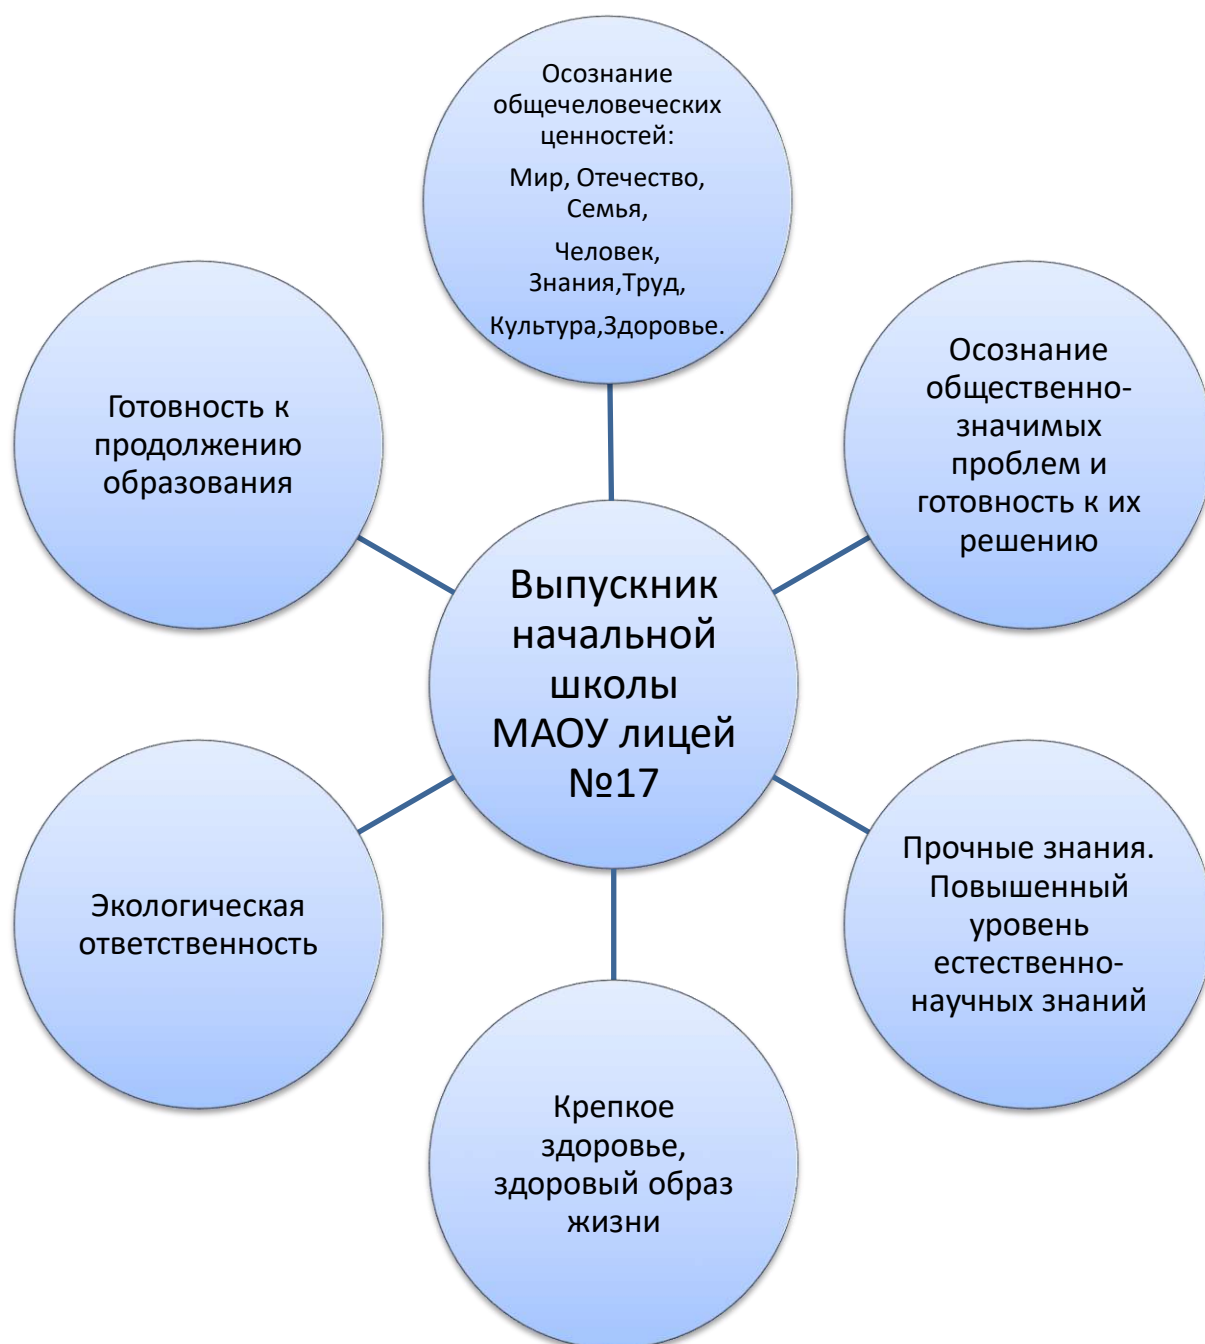 Осознание
общечеловеческих
ценностей:
Мир, Отечество,
Семья,
Человек,
Знания,Труд,
Культура,Здоровье.
Осознание
общественно-
значимых
проблем и
готовность к их
решению
Прочные знания.
Повышенный
уровень
естественно-
научных знаний
Крепкое
здоровье,
здоровый образ
жизни
Экологическая
ответственность
Готовность к
продолжению
образования
Выпускник
начальной
школы
МАОУ лицей
№17